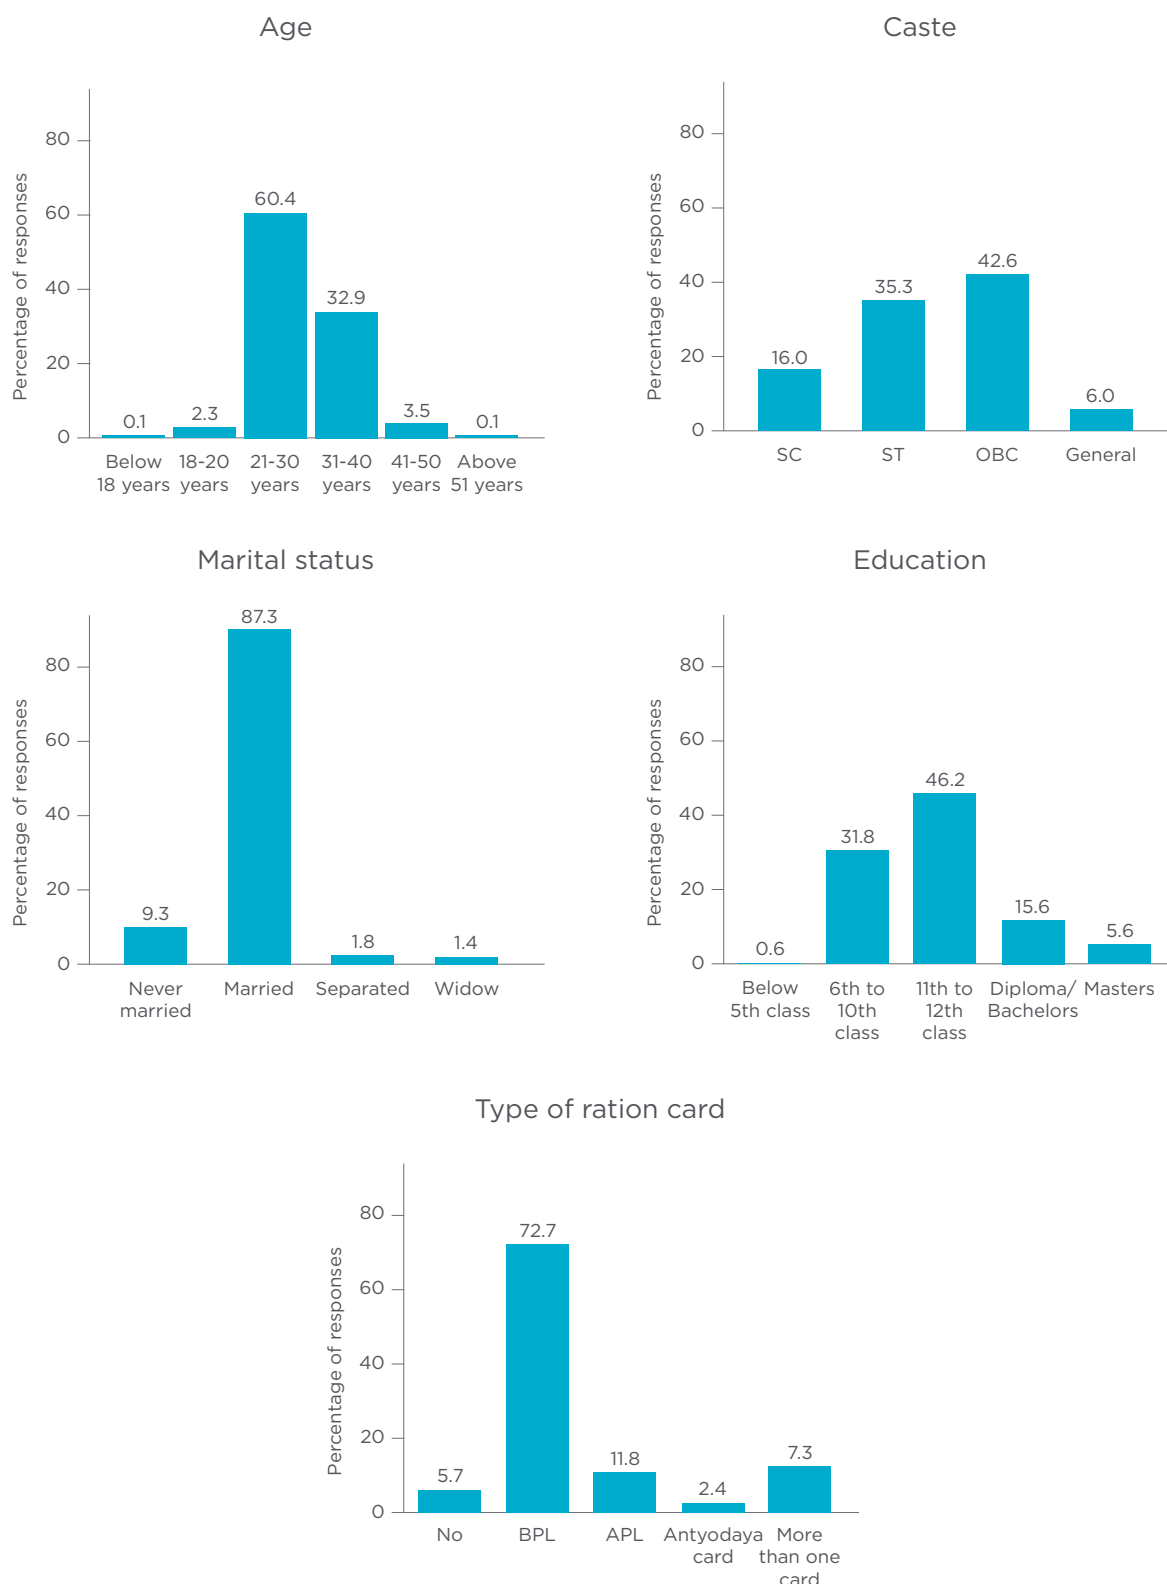 Age
Percentage of responses
80
60
40
20
0
0.1
2.3
60.4
32.9
3.5
0.1
Below 18 years
18-20 years
21-30 years
31-40 years
41-50 years
Above 51 years
Caste
Percentage of responses
80
60
40
20
0
16.0
35.3
42.6
6.0
SC
ST
OBC
General
Marital status
Percentage of responses
80
60
40
20
0
9.3
87.3
1.8
1.4
Never married
Married
Separated
Widow
Education
Percentage of responses
80
60
40
20
0
0.6
31.8
46.2
15.6
5.6
Below 5th class
6th to 10th class
11th to 12th class
Diploma/ Bachelors
Masters
Type of ration card
Percentage of responses
80
60
40
20
0
5.7
72.7
11.8
2.4
7.3
No
BPL
APL
Antyodaya card
More than one card